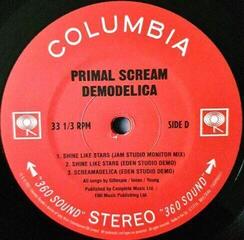 COLUMBIA
PRIMAL SCREAM
DEMODELICA
33 1/3 RPM
SIDE D
1. SHINE LIKE STARS (JAM STUDIO MONITOR MIX)
2. SHINE LIKE STARS (EDEN STUDIO DEMO)
3. SCREAMADELICA (EDEN STUDIO DEMO)
All songs by Gillespie / Innes / Young
Published by Complete Music Ltd /
EMI Music Publishing Ltd
"360 SOUND" STEREO "360 SOUND"